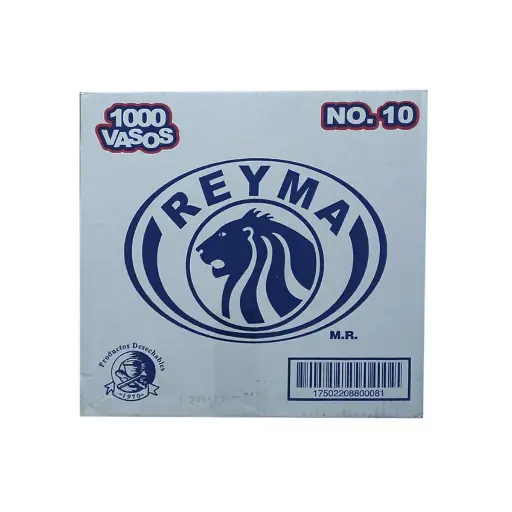 1000
VASOS
NO. 10
REYMA
M.R.
Productos Desechables
-1970-
17502208800081